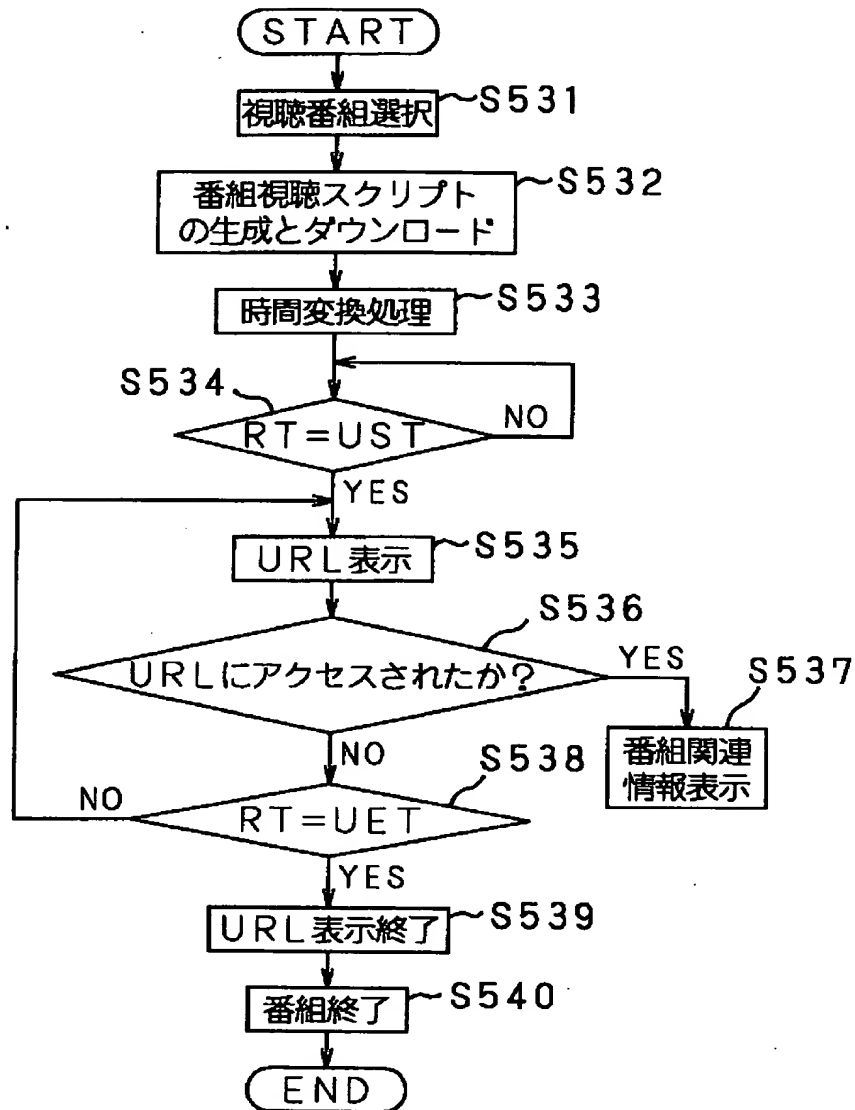 START
視聴番組選択
S531
番組視聴スクリプト
の生成とダウンロード
S532
時間変換処理
S533
S534
RT=UST
NO
YES
URL表示
S535
S536
URLにアクセスされたか?
YES
S537
番組関連
情報表示
NO
S538
NO
RT=UET
YES
URL表示終了
S539
番組終了
S540
END